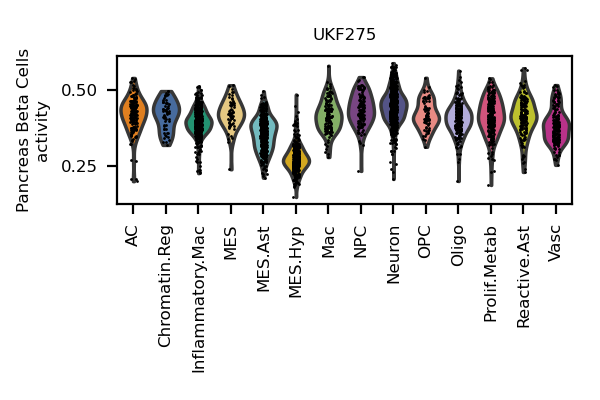 UKF275
Pancreas Beta Cells
activity
0.50
0.25
AC
Chromatin.Reg
Inflammatory.Mac
MES
MES.Ast
MES.Hyp
Mac
NPC
Neuron
OPC
Oligo
Prolif.Metab
Reactive.Ast
Vasc